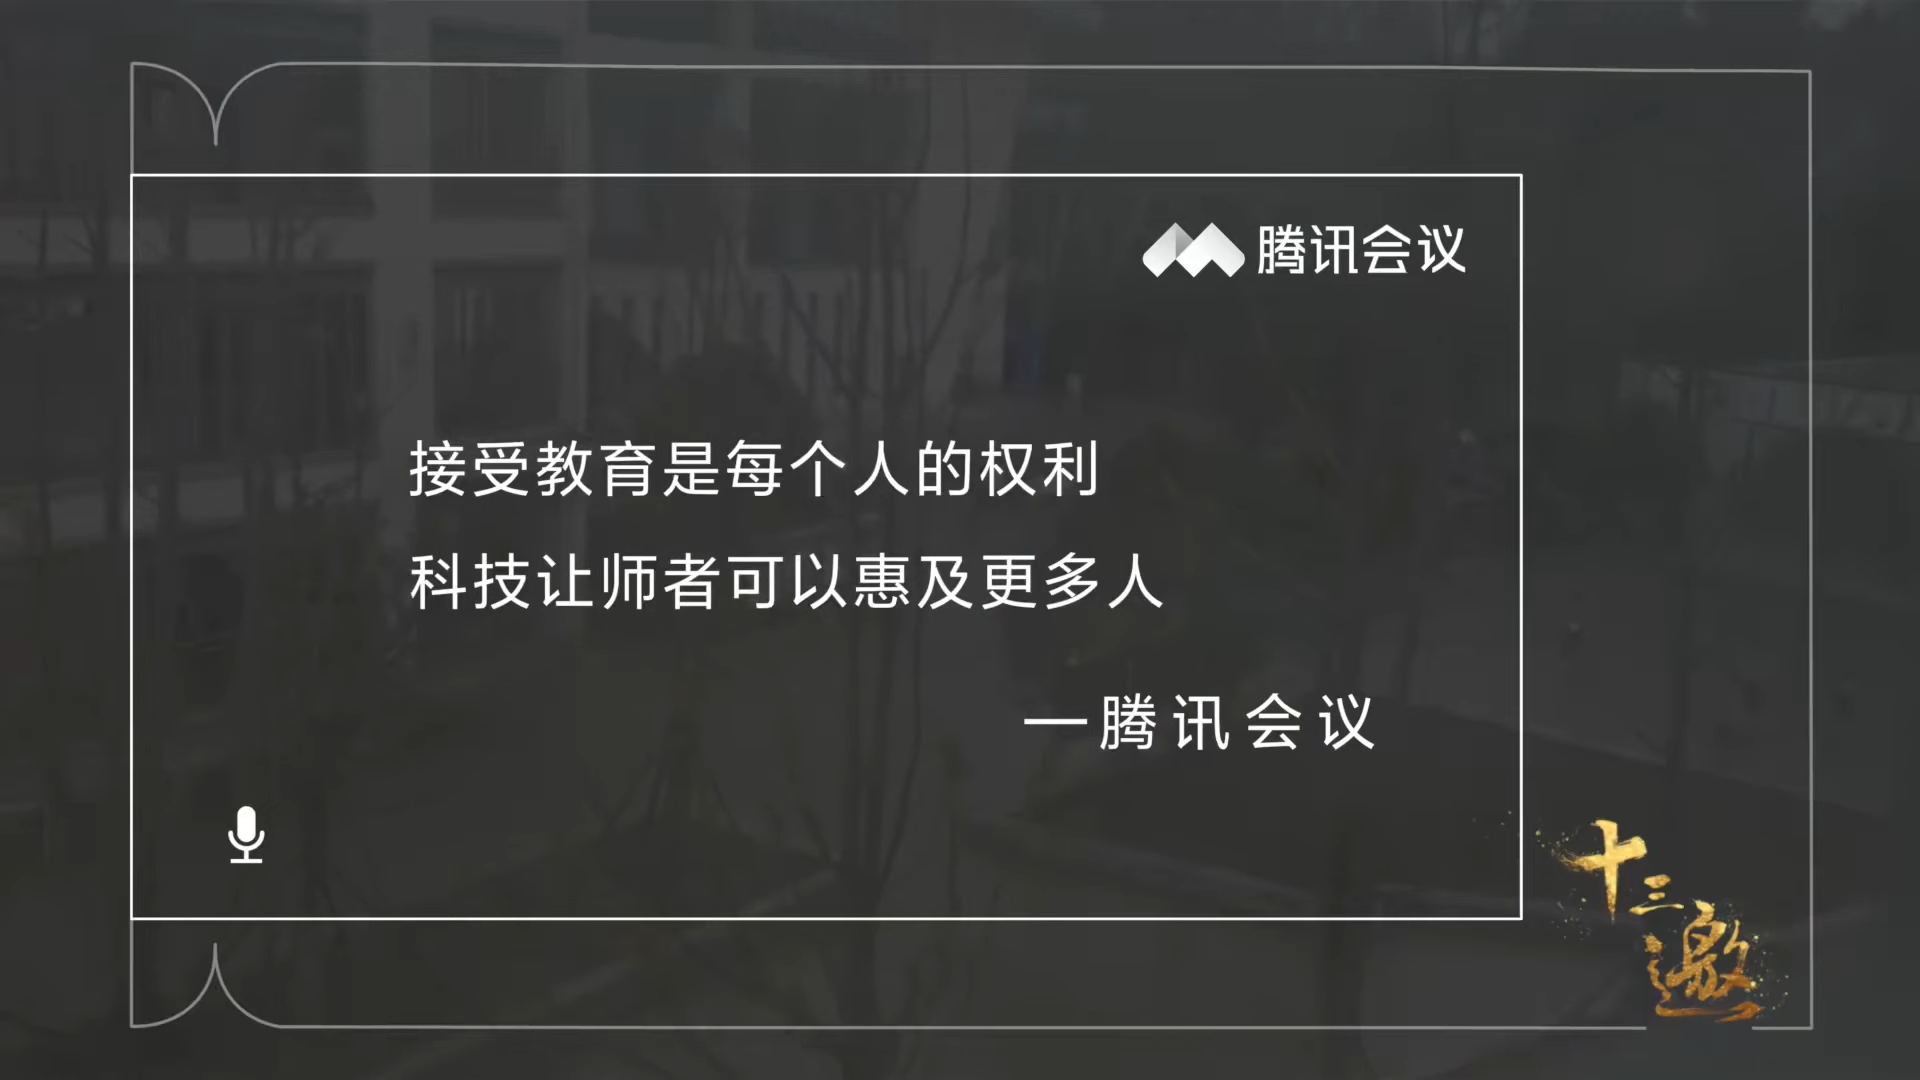 腾讯会议
接受教育是每个人的权利
科技让师者可以惠及更多人
—腾讯会议
十三邀